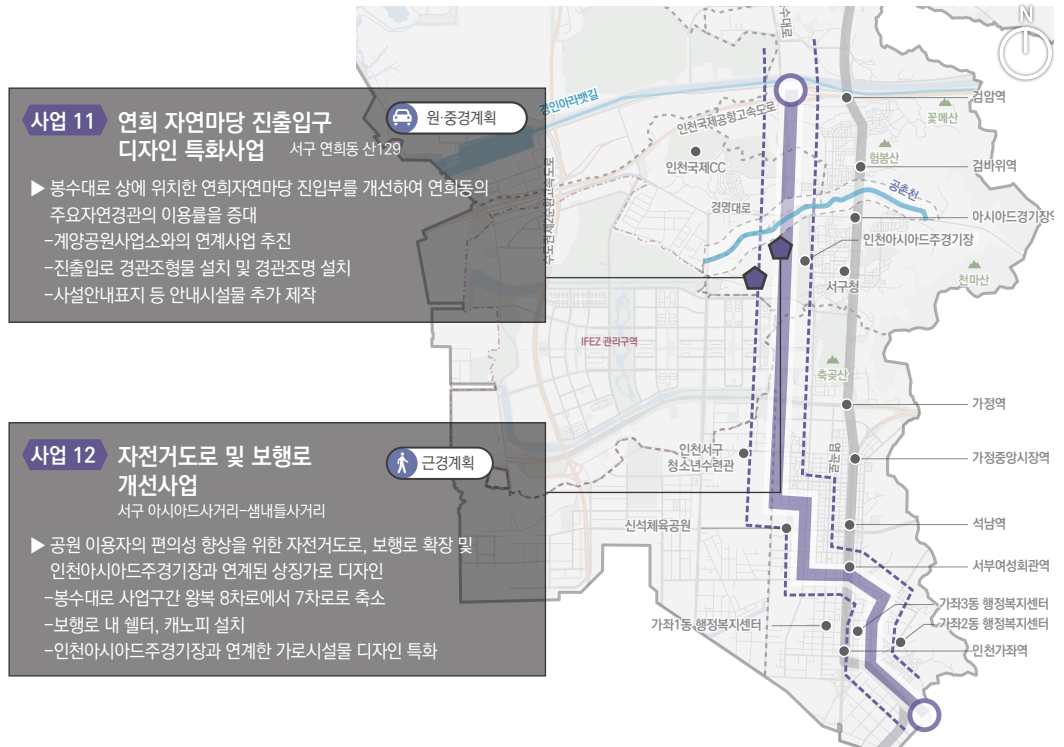 사업 11
연희 자연마당 진출입구
디자인 특화사업 서구 연희동 산129
원·중경계획
▶ 봉수대로 상에 위치한 연희자연마당 진입부를 개선하여 연희동의
주요자연경관의 이용률을 증대
-계양공원사업소와의 연계사업 추진
-진출입로 경관조형물 설치 및 경관조명 설치
-사설안내표지 등 안내시설물 추가 제작
사업 12
자전거도로 및 보행로
개선사업
서구 아시아드사거리-샘내들사거리
근경계획
▶ 공원 이용자의 편의성 향상을 위한 자전거도로, 보행로 확장 및
인천아시아드주경기장과 연계된 상징가로 디자인
-봉수대로 사업구간 왕복 8차로에서 7차로로 축소
-보행로 내 쉘터, 캐노피 설치
-인천아시아드주경기장과 연계한 가로시설물 디자인 특화
N
경인아라뱃길
인천국제공항고속도로
인천국제CC
경명대로
수도권제2순환고속도로
공촌천
검암역
꽃메산
험봉산
검바위역
아시아드경기장역
인천아시아드주경기장
서구청
천마산
IFEZ 관리구역
축곶산
가정역
인천서구
청소년수련관
염곡로
가정중앙시장역
신석체육공원
석남역
서부여성회관역
가좌1동 행정복지센터
가좌3동 행정복지센터
가좌2동 행정복지센터
인천가좌역